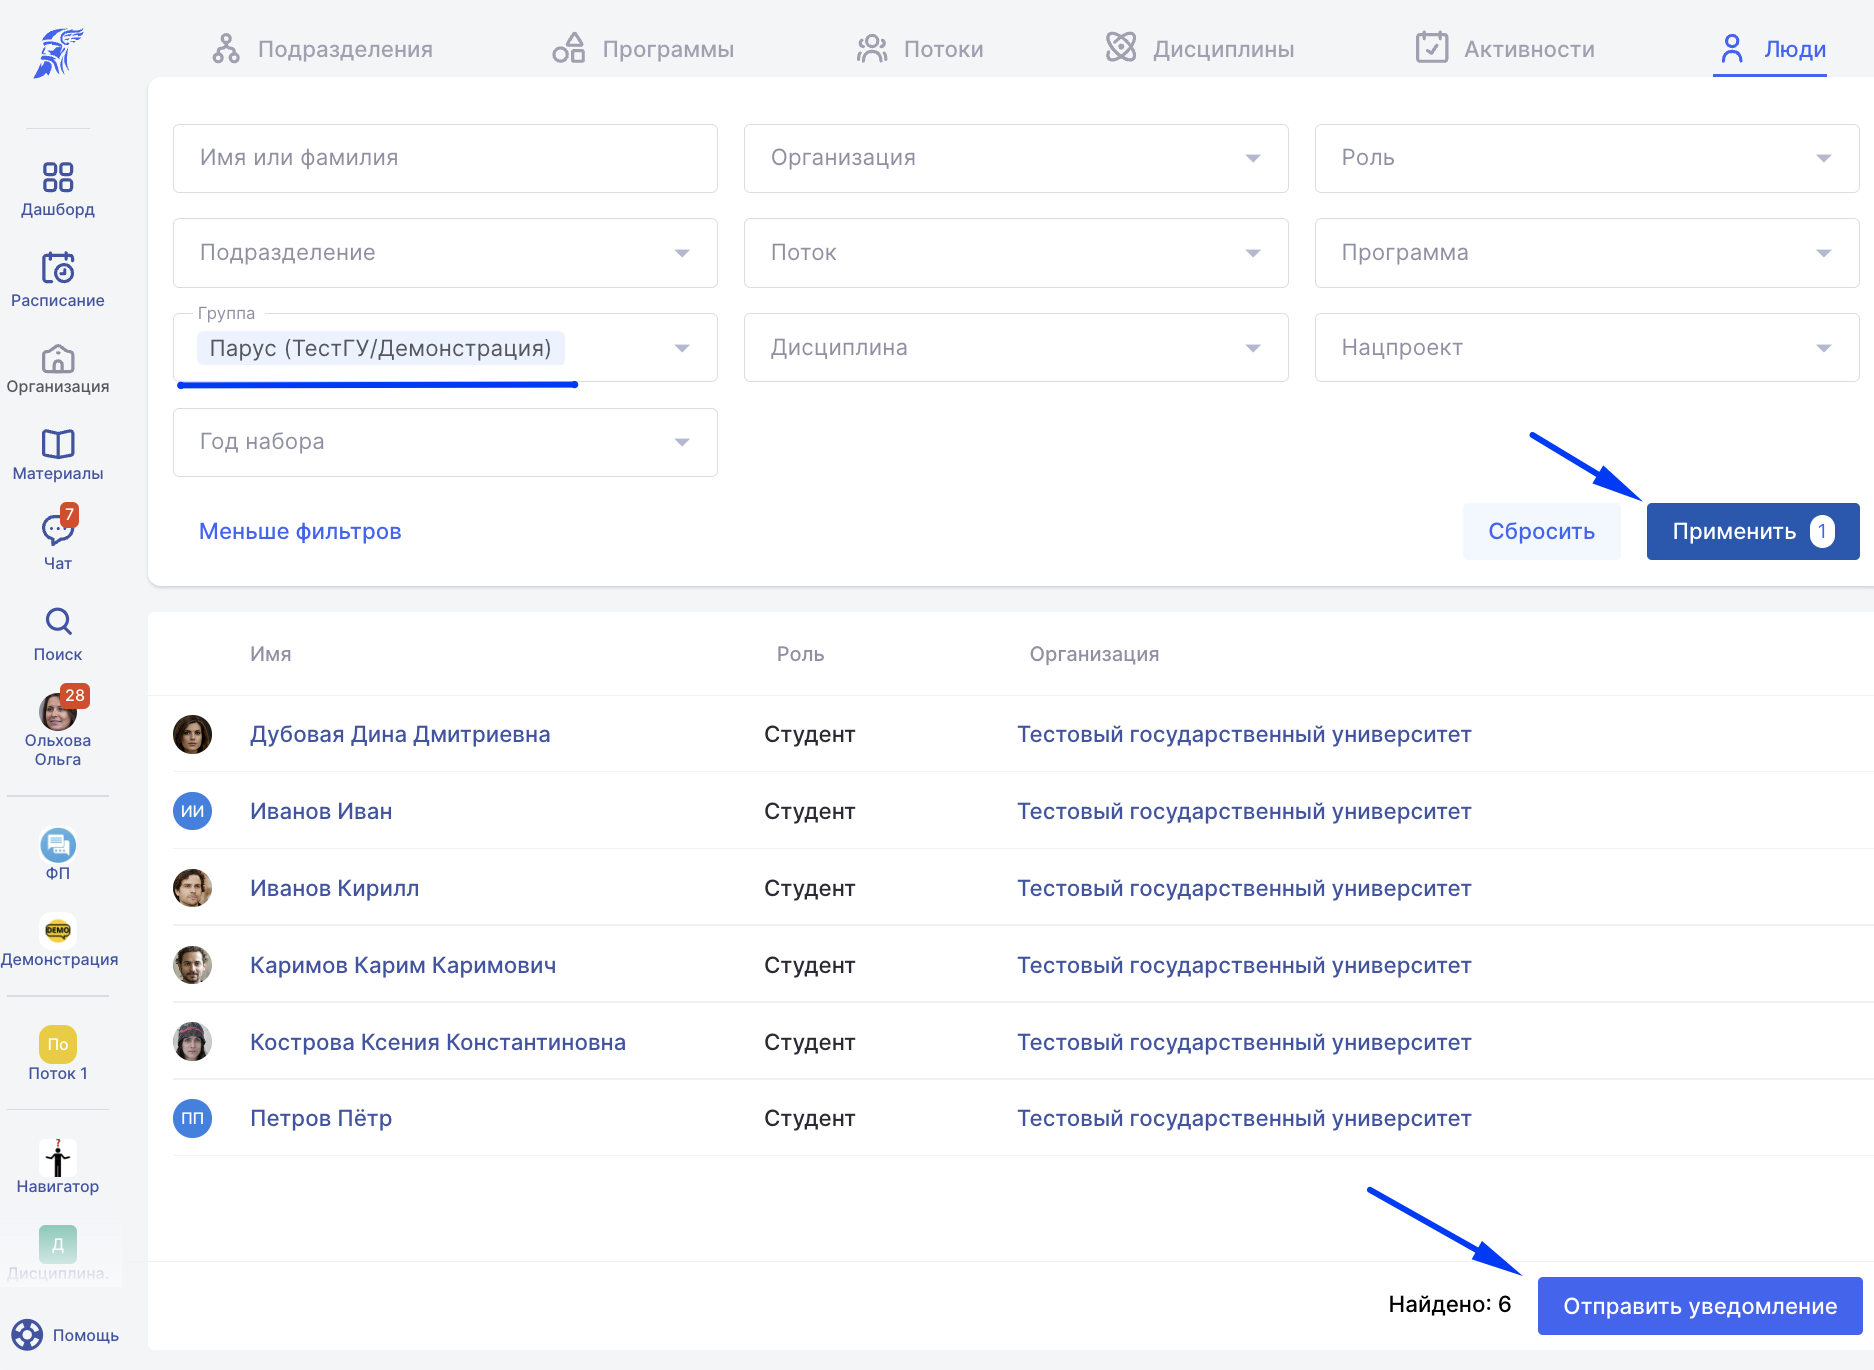 Подразделения
Программы
Потоки
Дисциплины
Активности
Люди
Имя или фамилия
Организация
Роль
Подразделение
Поток
Программа
Группа
Парус (ТестГУ/Демонстрация)
Дисциплина
Нацпроект
Год набора
Меньше фильтров
Сбросить
Применить 1
Имя
Роль
Организация
Дубовая Дина Дмитриевна
Студент
Тестовый государственный университет
ИИ
Иванов Иван
Студент
Тестовый государственный университет
Иванов Кирилл
Студент
Тестовый государственный университет
Каримов Карим Каримович
Студент
Тестовый государственный университет
Кострова Ксения Константиновна
Студент
Тестовый государственный университет
ПП
Петров Пётр
Студент
Тестовый государственный университет
Найдено: 6
Отправить уведомление
Дашборд
Расписание
Организация
Материалы
7
Чат
Поиск
28
Ольхова
Ольга
ФП
DEMO
Демонстрация
По
Поток 1
?
Навигатор
Д
Дисциплина.
Помощь